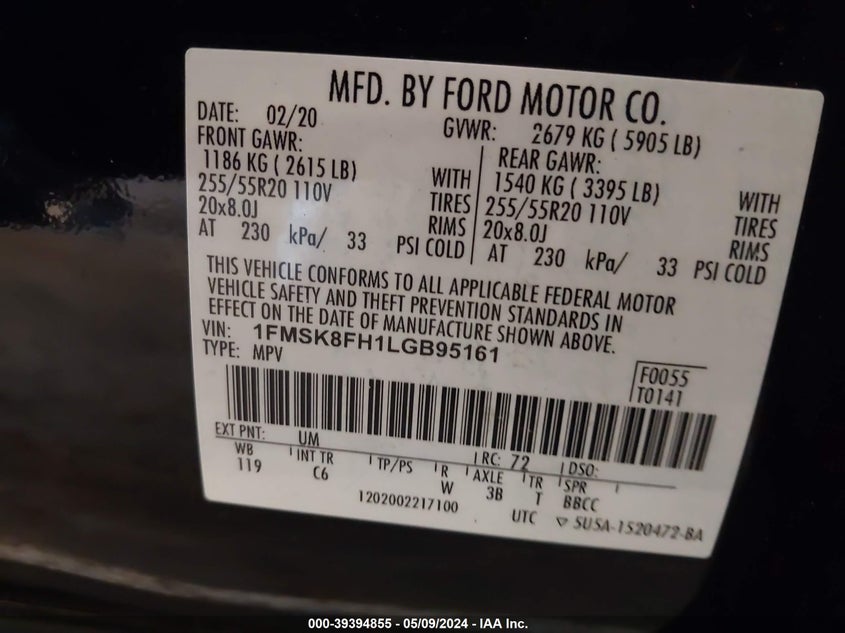 MFD. BY FORD MOTOR CO.
DATE: 02/20 GVWR: 2679 KG ( 5905 LB)
FRONT GAWR: REAR GAWR:
1186 KG ( 2615 LB) WITH 1540 KG ( 3395 LB) WITH
255/55R20 110V TIRES 255/55R20 110V TIRES
20x8.0J RIMS 20x8.0J RIMS
AT 230 kPa/ 33 PSI COLD AT 230 kPa/ 33 PSI COLD
THIS VEHICLE CONFORMS TO ALL APPLICABLE FEDERAL MOTOR
VEHICLE SAFETY AND THEFT PREVENTION STANDARDS IN
EFFECT ON THE DATE OF MANUFACTURE SHOWN ABOVE.
VIN: 1FMSK8FH1LGB95161
TYPE: MPV
F0055
T0141
EXT PNT: UM RC: 72 DSO:
WB INT TR TP/PS R AXLE TR SPR
119 C6 W 3B T BBCC
1202002217100 UTC ▽ 5USA-1520472-BA
000-39394855 / 05/09/2024 - IAA Inc.